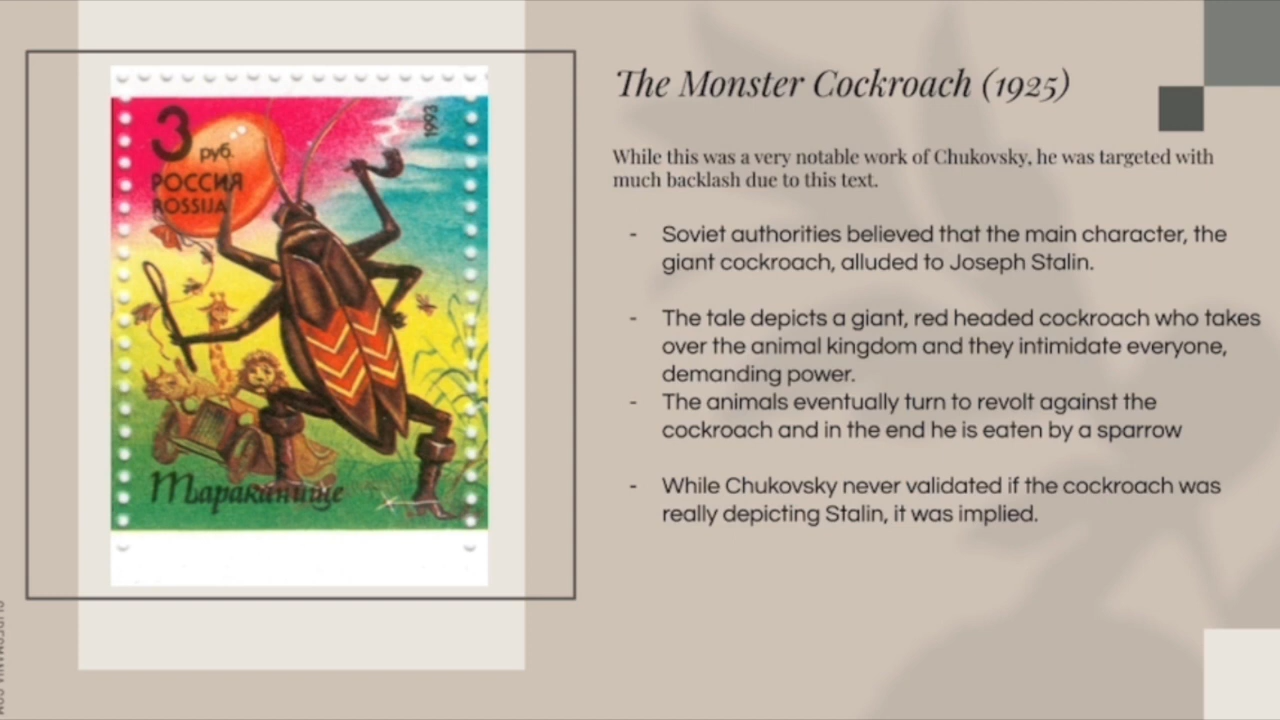 3 руб.
РОССИЯ
ROSSIJA
1993
Тараканище
The Monster Cockroach (1925)
While this was a very notable work of Chukovsky, he was targeted with
much backlash due to this text.
- Soviet authorities believed that the main character, the
giant cockroach, alluded to Joseph Stalin.
- The tale depicts a giant, red headed cockroach who takes
over the animal kingdom and they intimidate everyone,
demanding power.
- The animals eventually turn to revolt against the
cockroach and in the end he is eaten by a sparrow
- While Chukovsky never validated if the cockroach was
really depicting Stalin, it was implied.